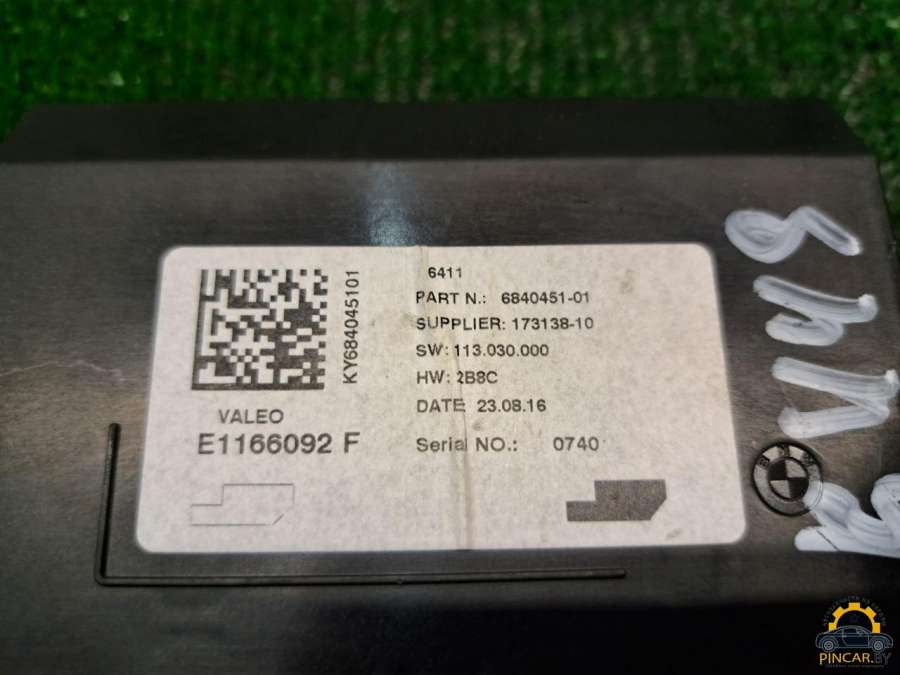 6411
PART N.: 6840451-01
SUPPLIER: 173138-10
SW: 113.030.000
HW: 2B8C
DATE 23.08.16
Serial NO.: 0740
KY684045101
VALEO
E1166092 F
BMW
PINCAR.BY